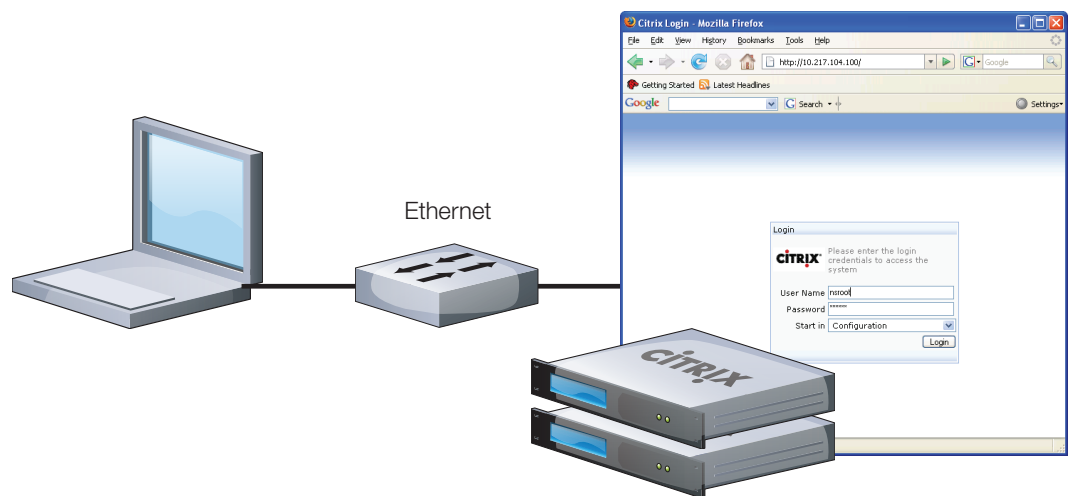 Citrix Login - Mozilla Firefox
File Edit View History Bookmarks Tools Help
http://10.217.104.100/
G Google
Getting Started Latest Headlines
Google G Search Settings
Ethernet
Login
CITRIX Please enter the login
credentials to access the
system
User Name nsroot
Password ******
Start in Configuration
Login
CITRIX